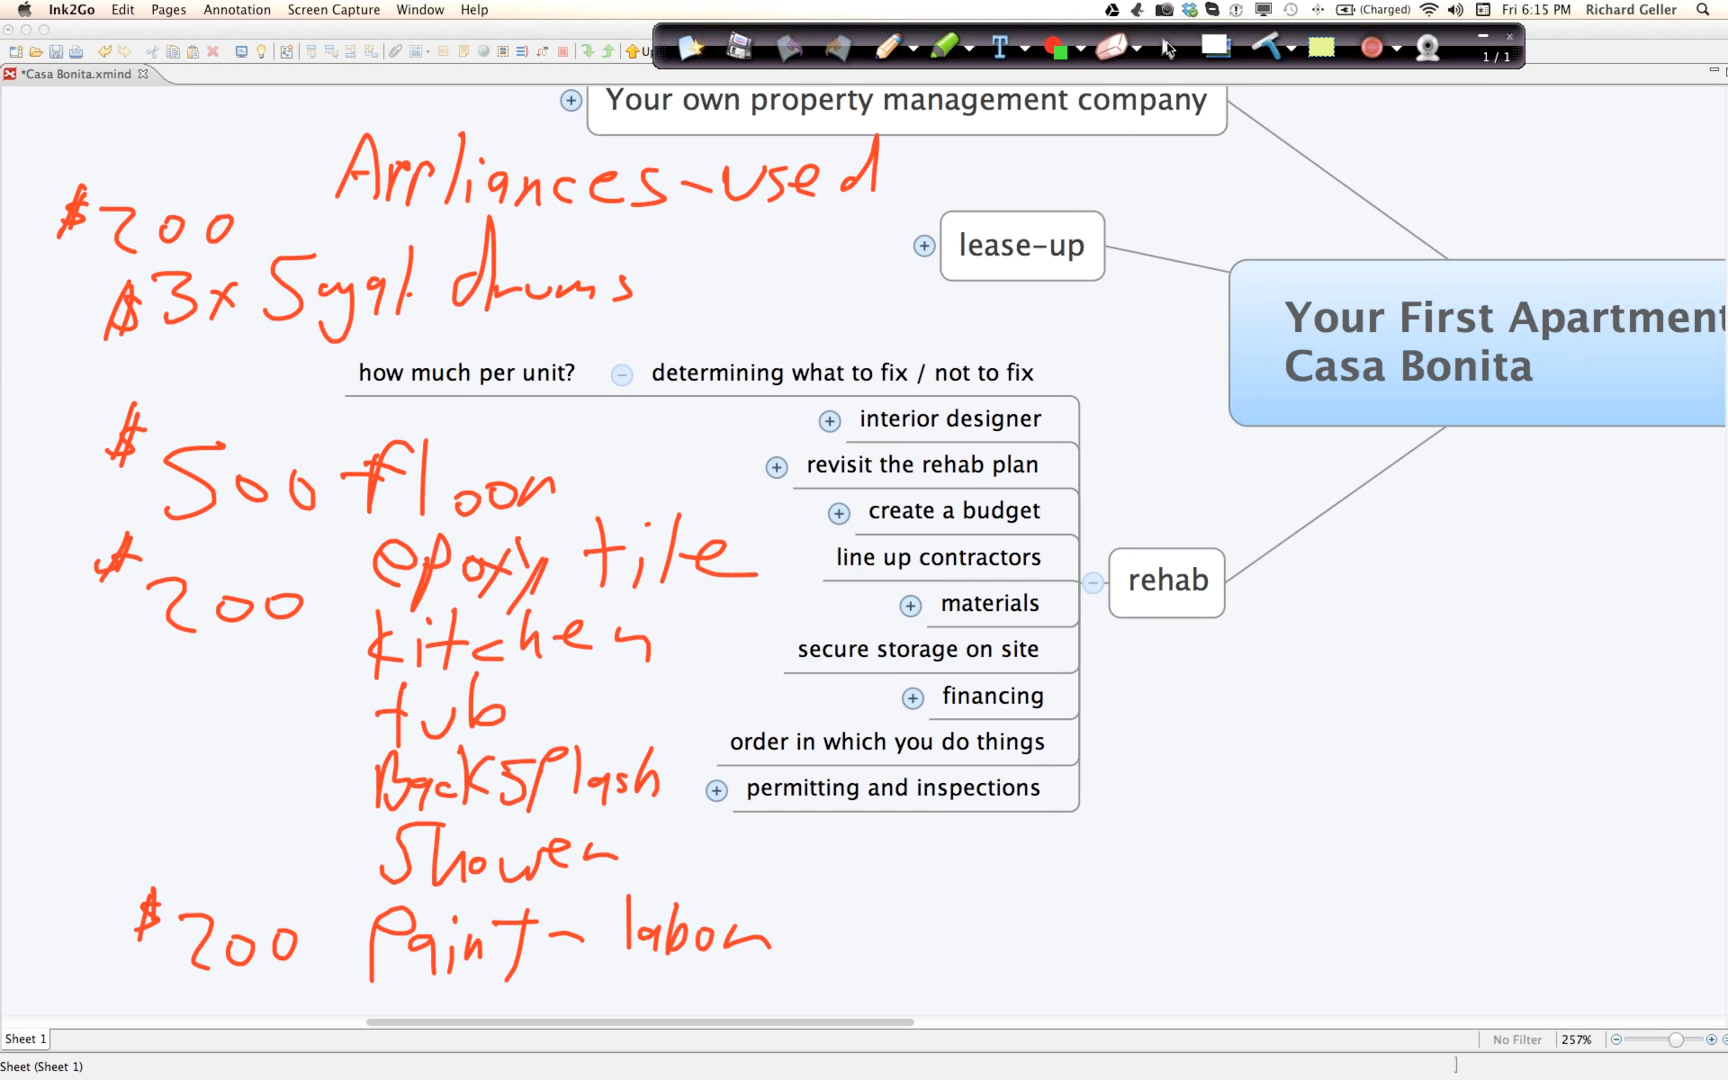 Ink2Go Edit Pages Annotation Screen Capture Window Help
(Charged) Fri 6:15 PM Richard Geller
1 / 1
*Casa Bonita.xmind
Your own property management company
Appliances - used
$200
lease-up
$3 x 5 gal. drums
Your First Apartment
Casa Bonita
how much per unit?
determining what to fix / not to fix
interior designer
$500 floor
revisit the rehab plan
create a budget
epoxy tile
line up contractors
rehab
$200
materials
kitchen
secure storage on site
financing
tub
order in which you do things
Backsplash
permitting and inspections
Shower
$200 Paint - labor
Sheet 1
No Filter 257%
Sheet (Sheet 1)